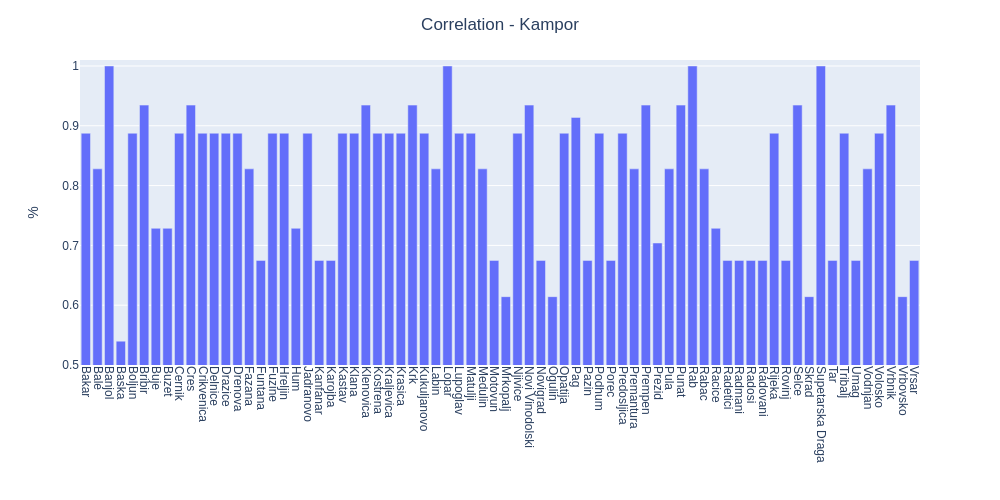 Correlation - Kampor
%
1
0.9
0.8
0.7
0.6
0.5
Bakar
Bale
Banjol
Baska
Boljun
Bribir
Buje
Buzet
Cernik
Cres
Crikvenica
Delnice
Drazice
Drenova
Fazana
Funtana
Fuzine
Hreljin
Hum
Jadranovo
Kanfanar
Karojba
Kastav
Klana
Klenovica
Kostrena
Kraljevica
Krasica
Krk
Kukuljanovo
Labin
Lopar
Lupoglav
Matulji
Medulin
Motovun
Mrkopalj
Njivice
Novi Vinodolski
Novigrad
Ogulin
Opatija
Pag
Pazin
Podhum
Porec
Predosljica
Premantura
Prempen
Prezid
Pula
Punat
Rab
Rabac
Racice
Radetici
Radmani
Radosi
Radovani
Rijeka
Rovinj
Selce
Skrad
Supetarska Draga
Tar
Tribalj
Umag
Vodnjan
Volosko
Vrbnik
Vrbovsko
Vrsar